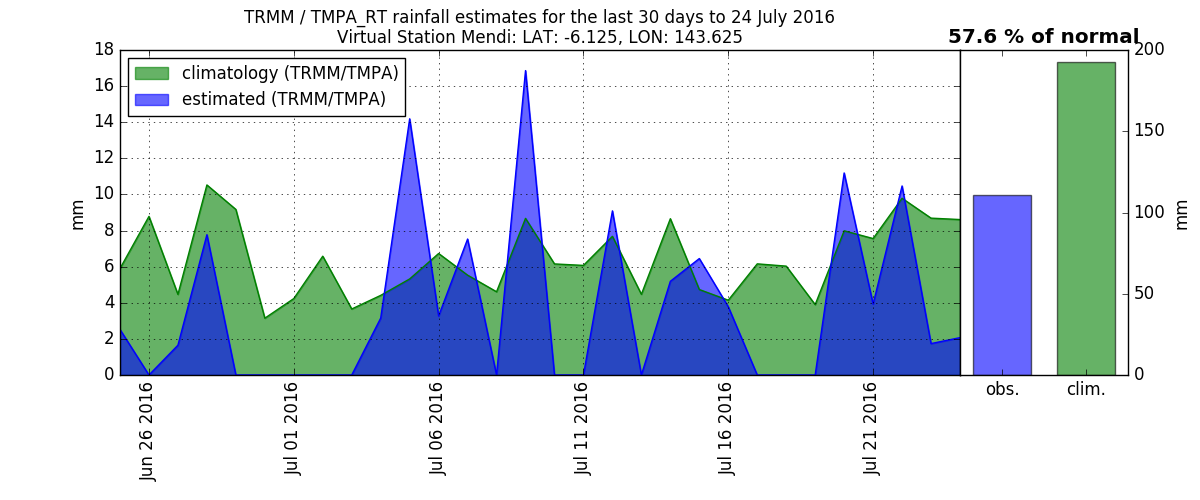 TRMM / TMPA_RT rainfall estimates for the last 30 days to 24 July 2016
Virtual Station Mendi: LAT: -6.125, LON: 143.625
57.6 % of normal
climatology (TRMM/TMPA)
estimated (TRMM/TMPA)
18
16
14
12
10
8
6
4
2
0
mm
Jun 26 2016
Jul 01 2016
Jul 06 2016
Jul 11 2016
Jul 16 2016
Jul 21 2016
200
150
100
50
0
mm
obs.
clim.